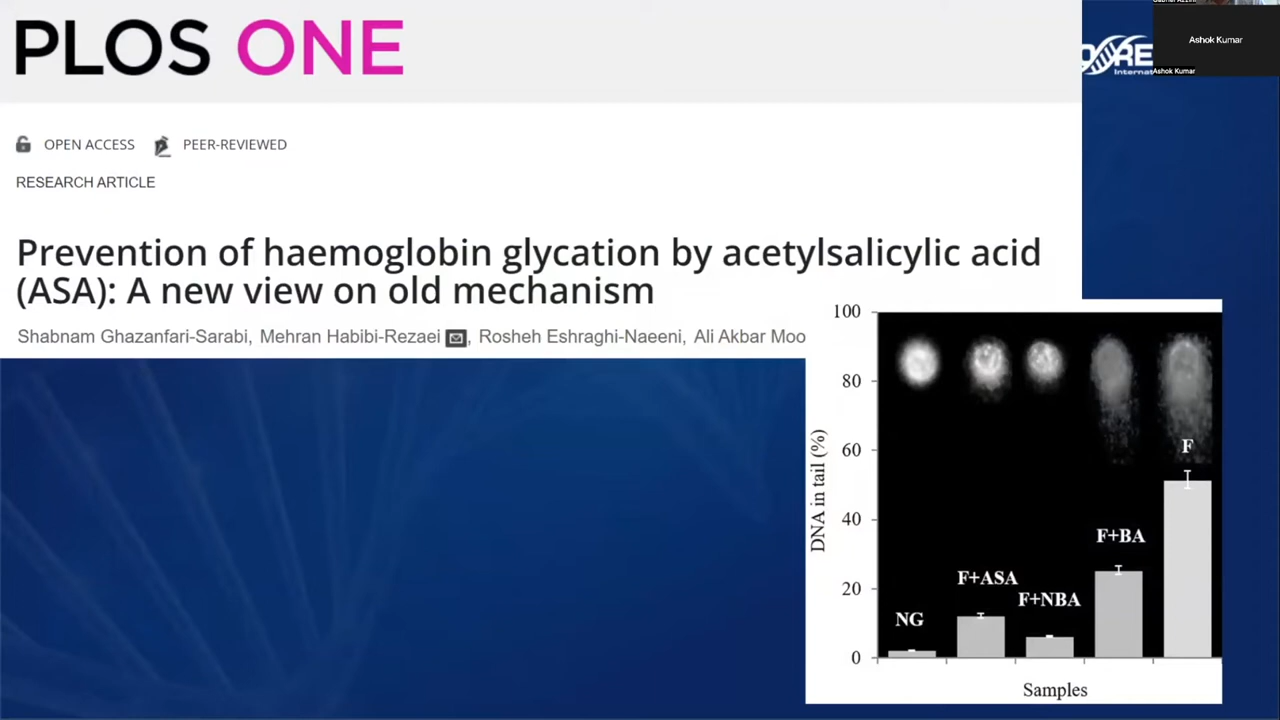 PLOS ONE
OPEN ACCESS PEER-REVIEWED
RESEARCH ARTICLE
Prevention of haemoglobin glycation by acetylsalicylic acid
(ASA): A new view on old mechanism
Shabnam Ghazanfari-Sarabi, Mehran Habibi-Rezaei, Rosheh Eshraghi-Naeeni, Ali Akbar Moo
Ashok Kumar
Ashok Kumar
100
80
60
40
20
0
DNA in tail (%)
NG
F+ASA
F+NBA
F+BA
F
Samples